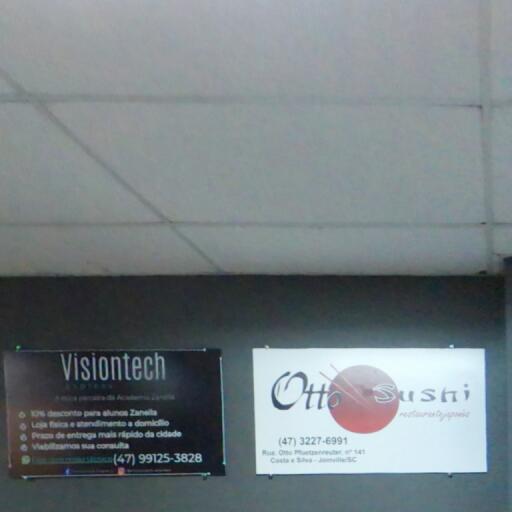 Visiontech
A ótica parceira da Academia Zanella
10% desconto para alunos Zanella
Loja física e atendimento a domicílio
Prazo de entrega mais rápido da cidade
Viabilizamos sua consulta
(47) 99125-3828
Otto Sushi
restaurante japonês
(47) 3227-6991
Rua: Otto Pfuetzenreuter, nº 141
Costa e Silva - Joinville/SC